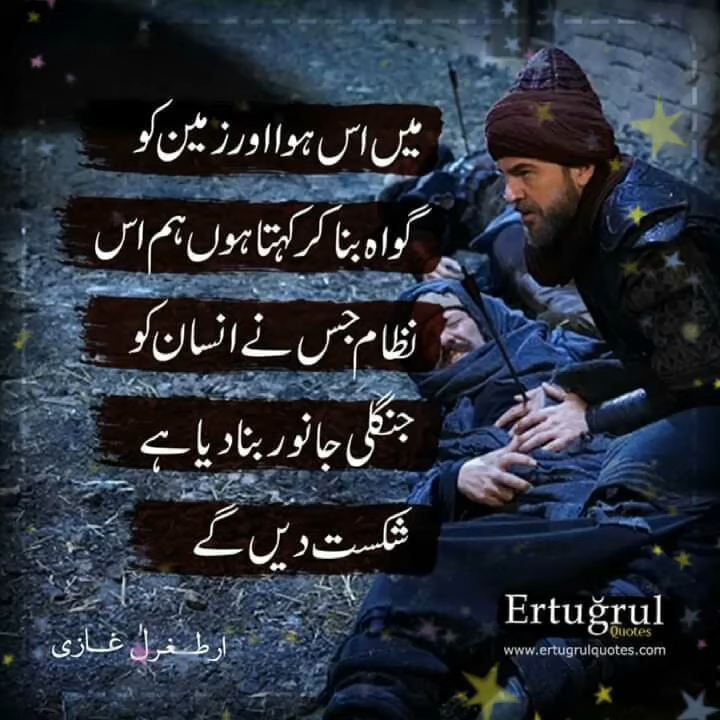 میں اس ہوا اور زمین کو
گواہ بنا کر کہتا ہوں ہم اس
نظام جس نے انسان کو
جنگلی جانور بنا دیا ہے
شکست دیں گے
ارطغرل غازی
Ertuğrul
Quotes
www.ertugrulquotes.com